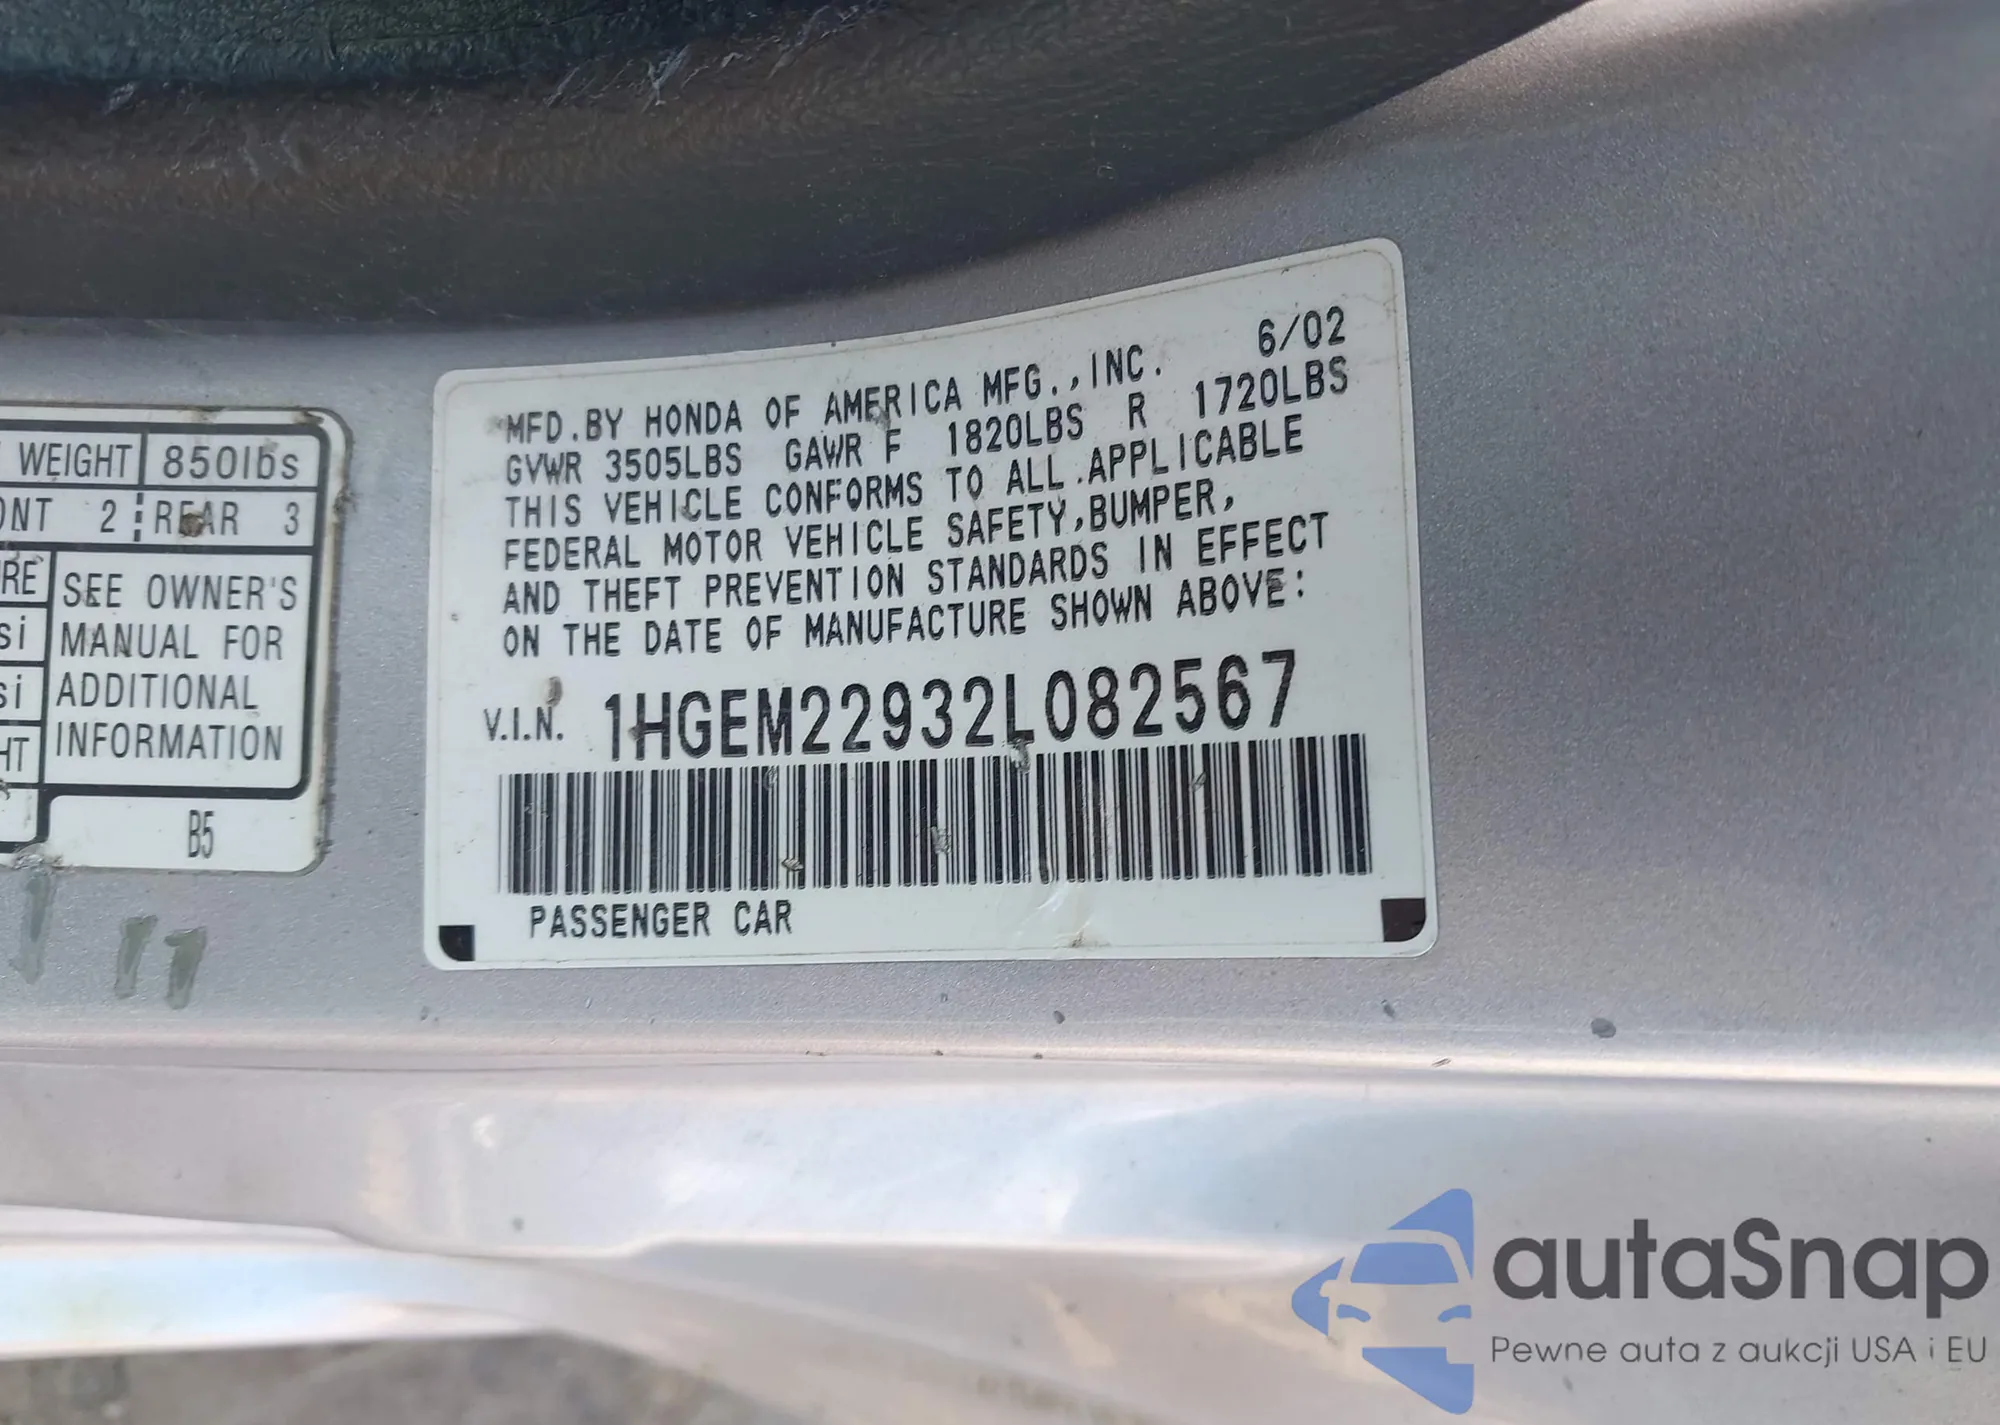 WEIGHT 850lbs
2 REAR 3
SEE OWNER'S
MANUAL FOR
ADDITIONAL
INFORMATION
B5
MFD.BY HONDA OF AMERICA MFG.,INC. 6/02
GVWR 3505LBS GAWR F 1820LBS R 1720LBS
THIS VEHICLE CONFORMS TO ALL APPLICABLE
FEDERAL MOTOR VEHICLE SAFETY,BUMPER,
AND THEFT PREVENTION STANDARDS IN EFFECT
ON THE DATE OF MANUFACTURE SHOWN ABOVE:
V.I.N. 1HGEM22932L082567
PASSENGER CAR
autaSnap
Pewne auta z aukcji USA i EU